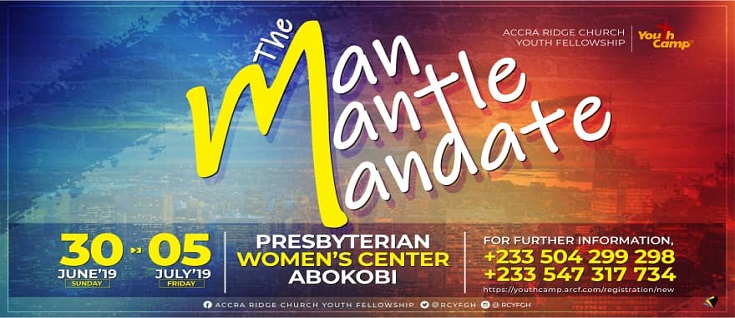 ACCRA RIDGE CHURCH
YOUTH FELLOWSHIP
Youth
Camp
The
Man
Mantle
Mandate
30 05
JUNE'19 JULY'19
SUNDAY FRIDAY
PRESBYTERIAN
WOMEN'S CENTER
ABOKOBI
FOR FURTHER INFORMATION,
+233 504 299 298
+233 547 317 734
https://youthcamp.arcf.com/registration/new
ACCRA RIDGE CHURCH YOUTH FELLOWSHIP @RCYFGH @RCYFGH